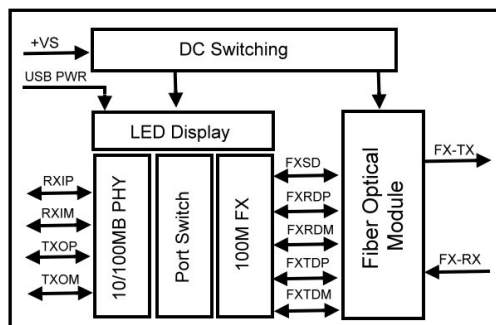 +VS
DC Switching
USB PWR
LED Display
RXIP
RXIM
TXOP
TXOM
10/100MB PHY
Port Switch
100M FX
FXSD
FXRDP
FXRDM
FXTDP
FXTDM
Fiber Optical
Module
FX-TX
FX-RX